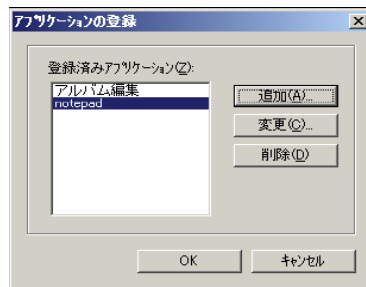 アプリケーションの登録
登録済みアプリケーション(Z):
アルバム編集
notepad
追加(A)...
変更(C)...
削除(D)
OK
キャンセル